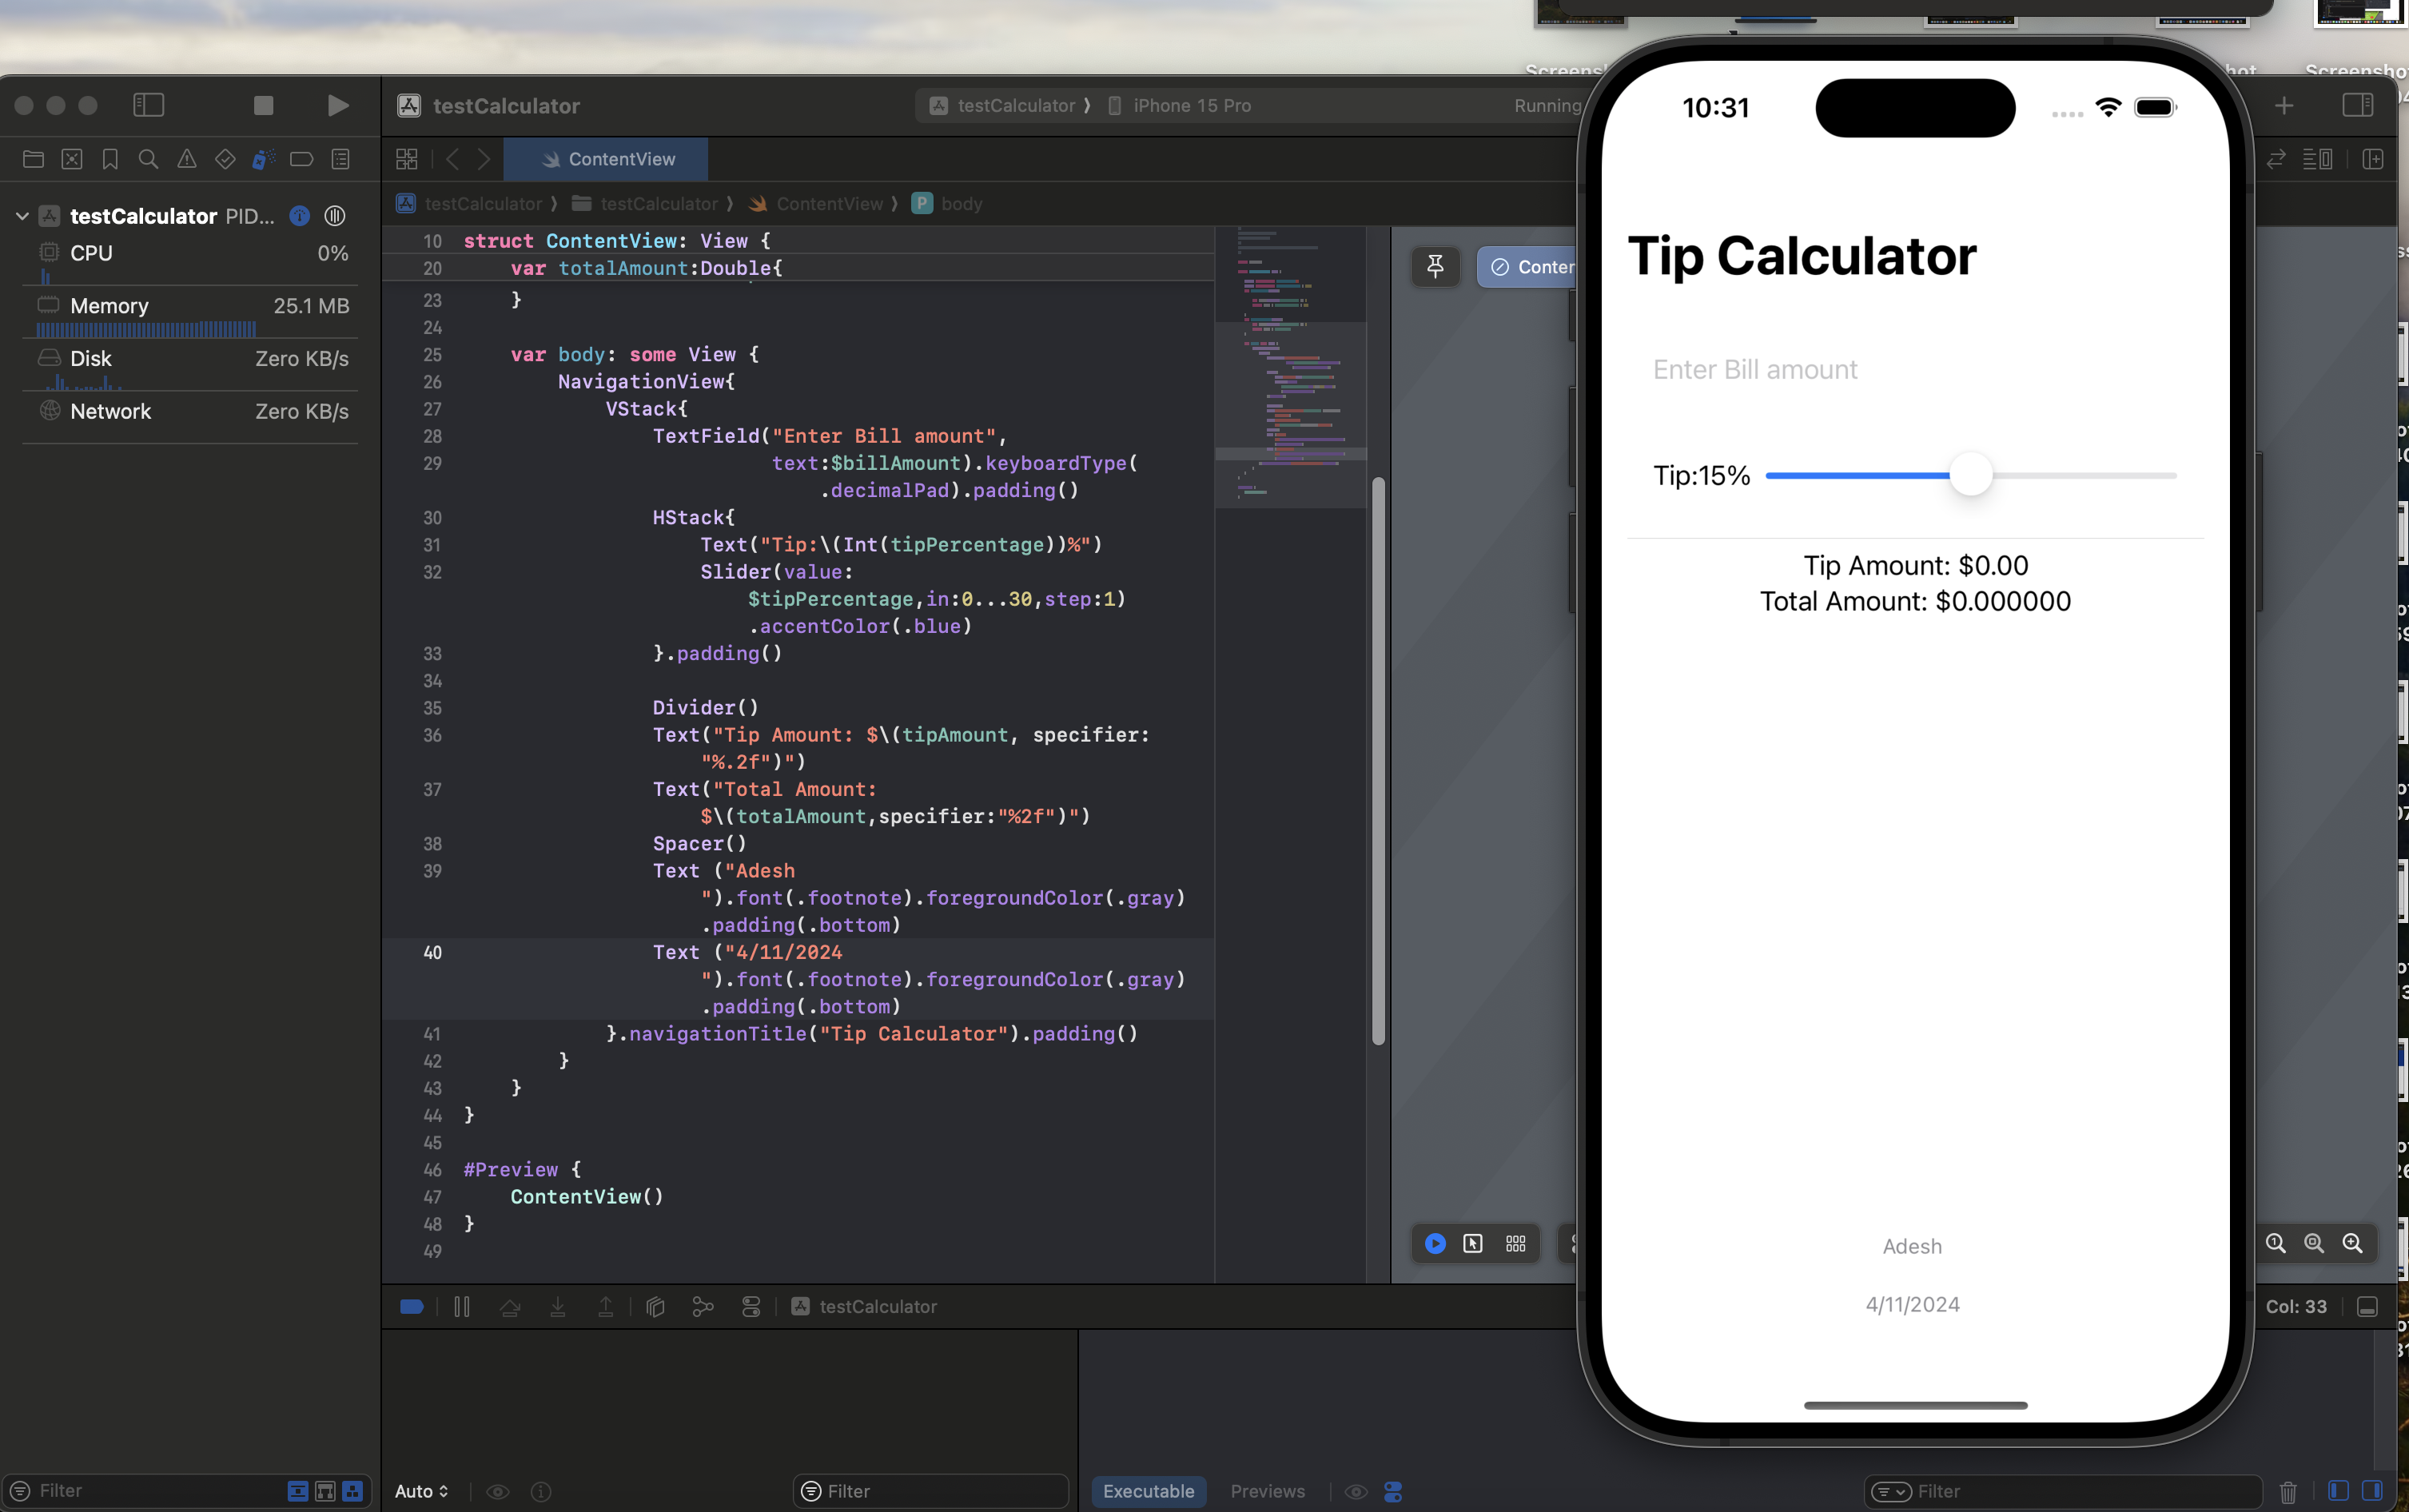 Screensh
hot
Screensho
testCalculator
testCalculator ❯ iPhone 15 Pro
Running
ContentView
testCalculator ❯ testCalculator ❯ ContentView ❯ P body
testCalculator PID...
CPU 0%
Memory 25.1 MB
Disk Zero KB/s
Network Zero KB/s
10 struct ContentView: View {
20 var totalAmount:Double{
23 }
24
25 var body: some View {
26 NavigationView{
27 VStack{
28 TextField("Enter Bill amount",
29 text:$billAmount).keyboardType(
.decimalPad).padding()
30 HStack{
31 Text("Tip:\(Int(tipPercentage))%")
32 Slider(value:
$tipPercentage,in:0...30,step:1)
.accentColor(.blue)
33 }.padding()
34
35 Divider()
36 Text("Tip Amount: $\(tipAmount, specifier:
"%.2f")")
37 Text("Total Amount:
$\(totalAmount,specifier:"%2f")")
38 Spacer()
39 Text ("Adesh
").font(.footnote).foregroundColor(.gray)
.padding(.bottom)
40 Text ("4/11/2024
").font(.footnote).foregroundColor(.gray)
.padding(.bottom)
41 }.navigationTitle("Tip Calculator").padding()
42 }
43 }
44 }
45
46 #Preview {
47 ContentView()
48 }
49
Conter
10:31
Tip Calculator
Enter Bill amount
Tip:15%
Tip Amount: $0.00
Total Amount: $0.000000
Adesh
4/11/2024
testCalculator
Col: 33
Filter
Auto
Filter
Executable
Previews
Filter